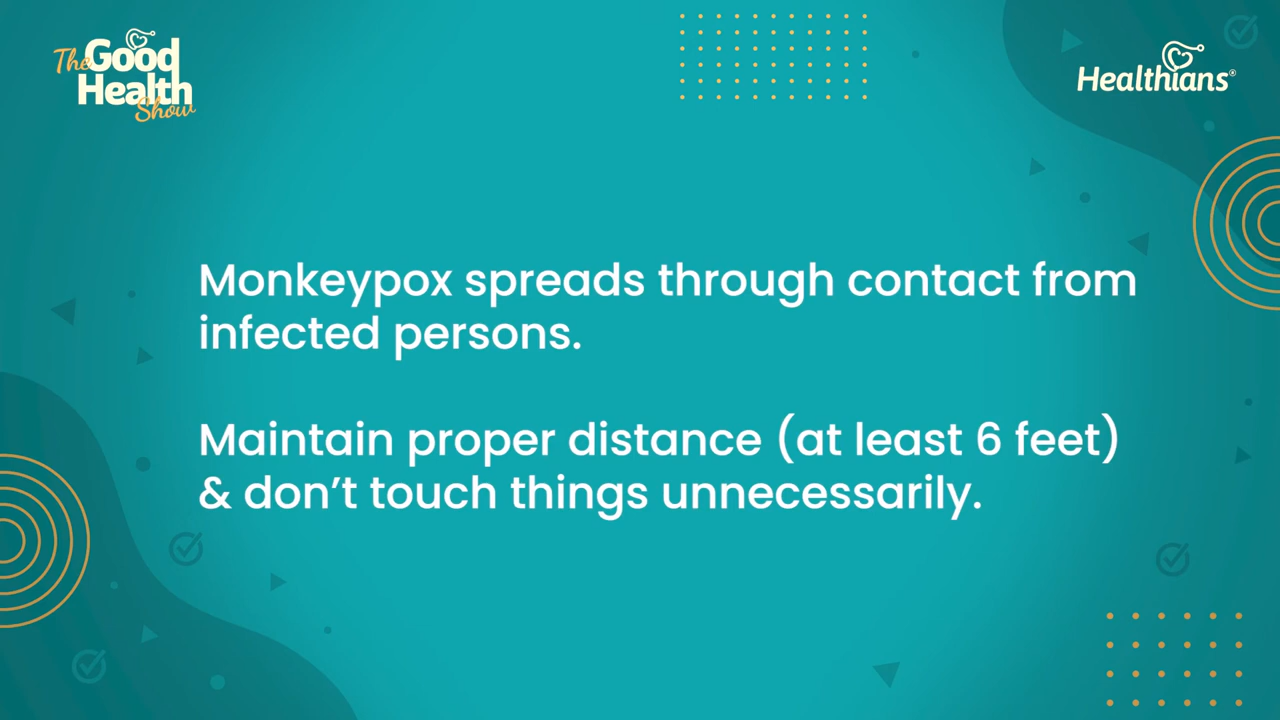 The Good
Health
Show
Healthians®
Monkeypox spreads through contact from
infected persons.
Maintain proper distance (at least 6 feet)
& don't touch things unnecessarily.